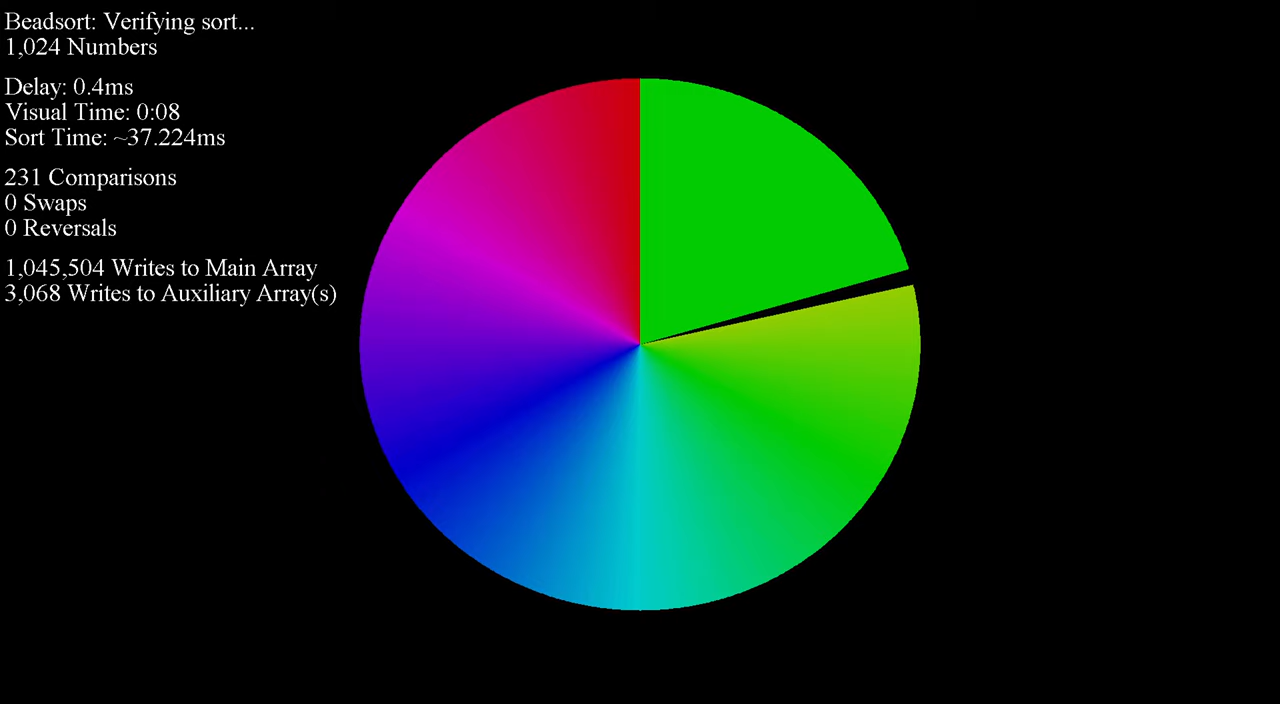 Beadsort: Verifying sort...
1,024 Numbers
Delay: 0.4ms
Visual Time: 0:08
Sort Time: ~37.224ms
231 Comparisons
0 Swaps
0 Reversals
1,045,504 Writes to Main Array
3,068 Writes to Auxiliary Array(s)